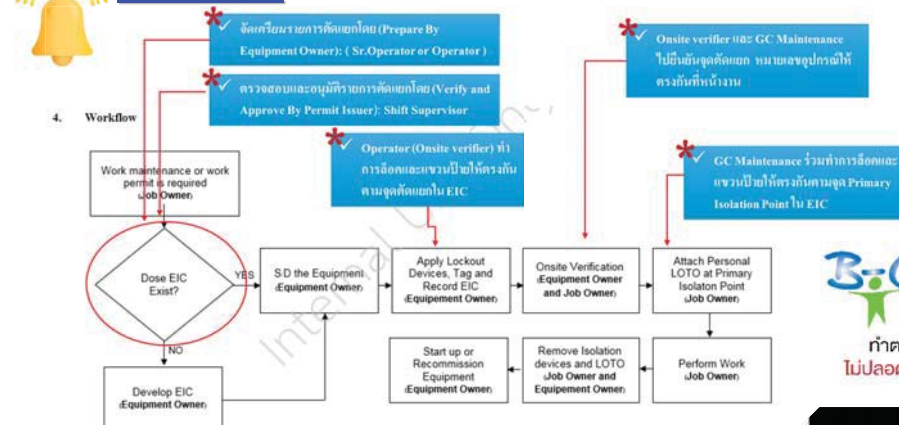 ✓ จัดเตรียมรายการตัดแยกโดย (Prepare By
Equipment Owner): ( Sr.Operator or Operator )
✓ ตรวจสอบและอนุมัติรายการตัดแยกโดย (Verify and
Approve By Permit Issuer): Shift Supervisor
✓ Onsite verifier และ GC Maintenance
ไปยืนยันจุดตัดแยก หมายเลขอุปกรณ์ให้
ตรงกันที่หน้างาน
4. Workflow
✓ Operator (Onsite verifier) ทำ
การล็อคและแขวนป้ายให้ตรงกัน
ตามจุดตัดแยกใน EIC
✓ GC Maintenance ร่วมทำการล็อคและ
แขวนป้ายให้ตรงกันตามจุด Primary
Isolation Point ใน EIC
Work maintenance or work
permit is required
(Job Owner)
Dose EIC
Exist?
YES
NO
S.D the Equipment
(Equipment Owner)
Apply Lockout
Devices, Tag and
Record EIC
(Equipement Owner)
Onsite Verification
(Equipment Owner
and Job Owner)
Attach Personal
LOTO at Primary
Isolaton Point
(Job Owner)
Develop EIC
(Equipment Owner)
Start up or
Recommission
Equipment
(Equipment Owner)
Remove Isolation
devices and LOTO
(Job Owner and
Equipement Owner)
Perform Work
(Job Owner)
ไม่ปลอด
Internal